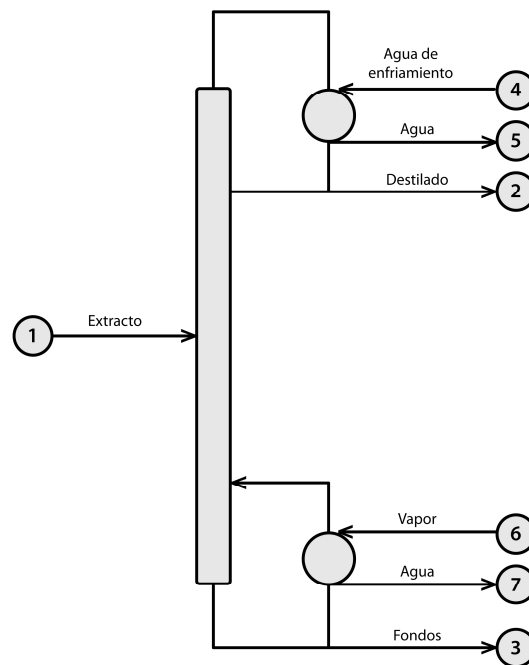 Agua de
enfriamiento
4
Agua
5
Destilado
2
Extracto
1
Vapor
6
Agua
7
Fondos
3